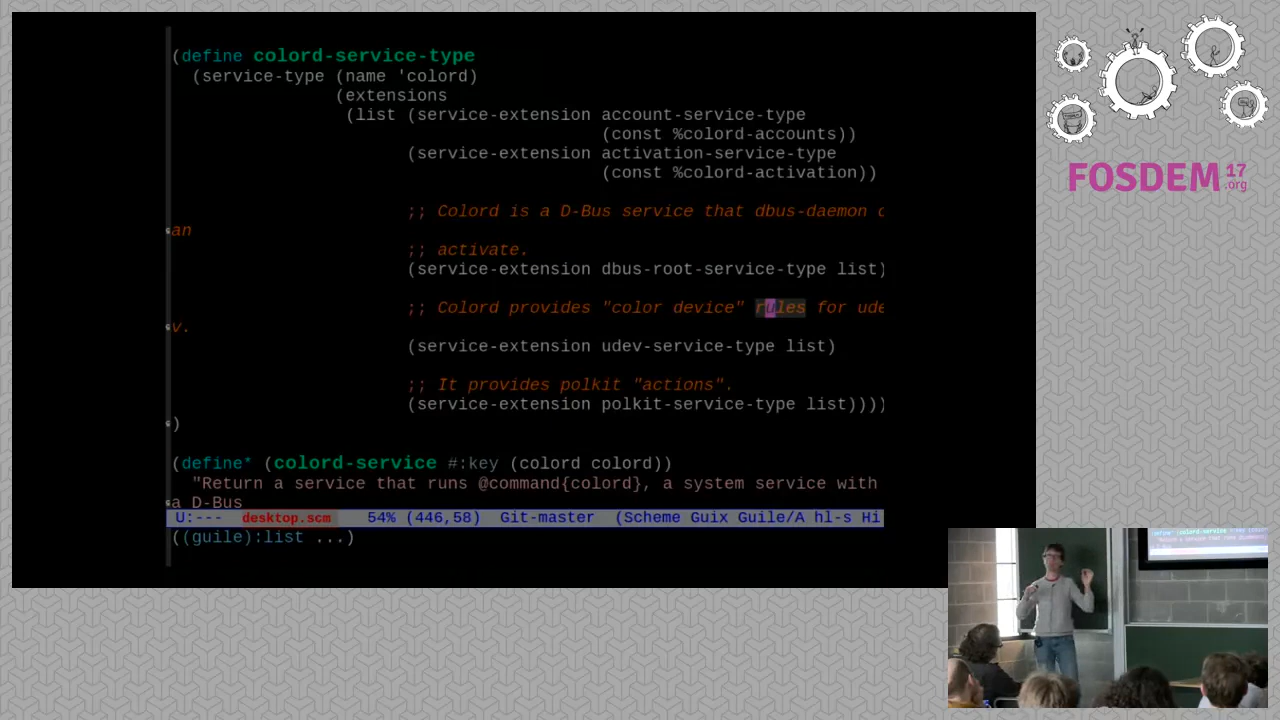 (define colord-service-type
(service-type (name 'colord)
(extensions
(list (service-extension account-service-type
(const %colord-accounts))
(service-extension activation-service-type
(const %colord-activation))
;; Colord is a D-Bus service that dbus-daemon c
an
;; activate.
(service-extension dbus-root-service-type list)
;; Colord provides "color device" rules for ude
v.
(service-extension udev-service-type list)
;; It provides polkit "actions".
(service-extension polkit-service-type list))))
)
(define* (colord-service #:key (colord colord))
"Return a service that runs @command{colord}, a system service with
a D-Bus
U:--- desktop.scm 54% (446,58) Git-master (Scheme Guix Guile/A hl-s Hi
((guile):list ...)
FOSDEM 17
.org